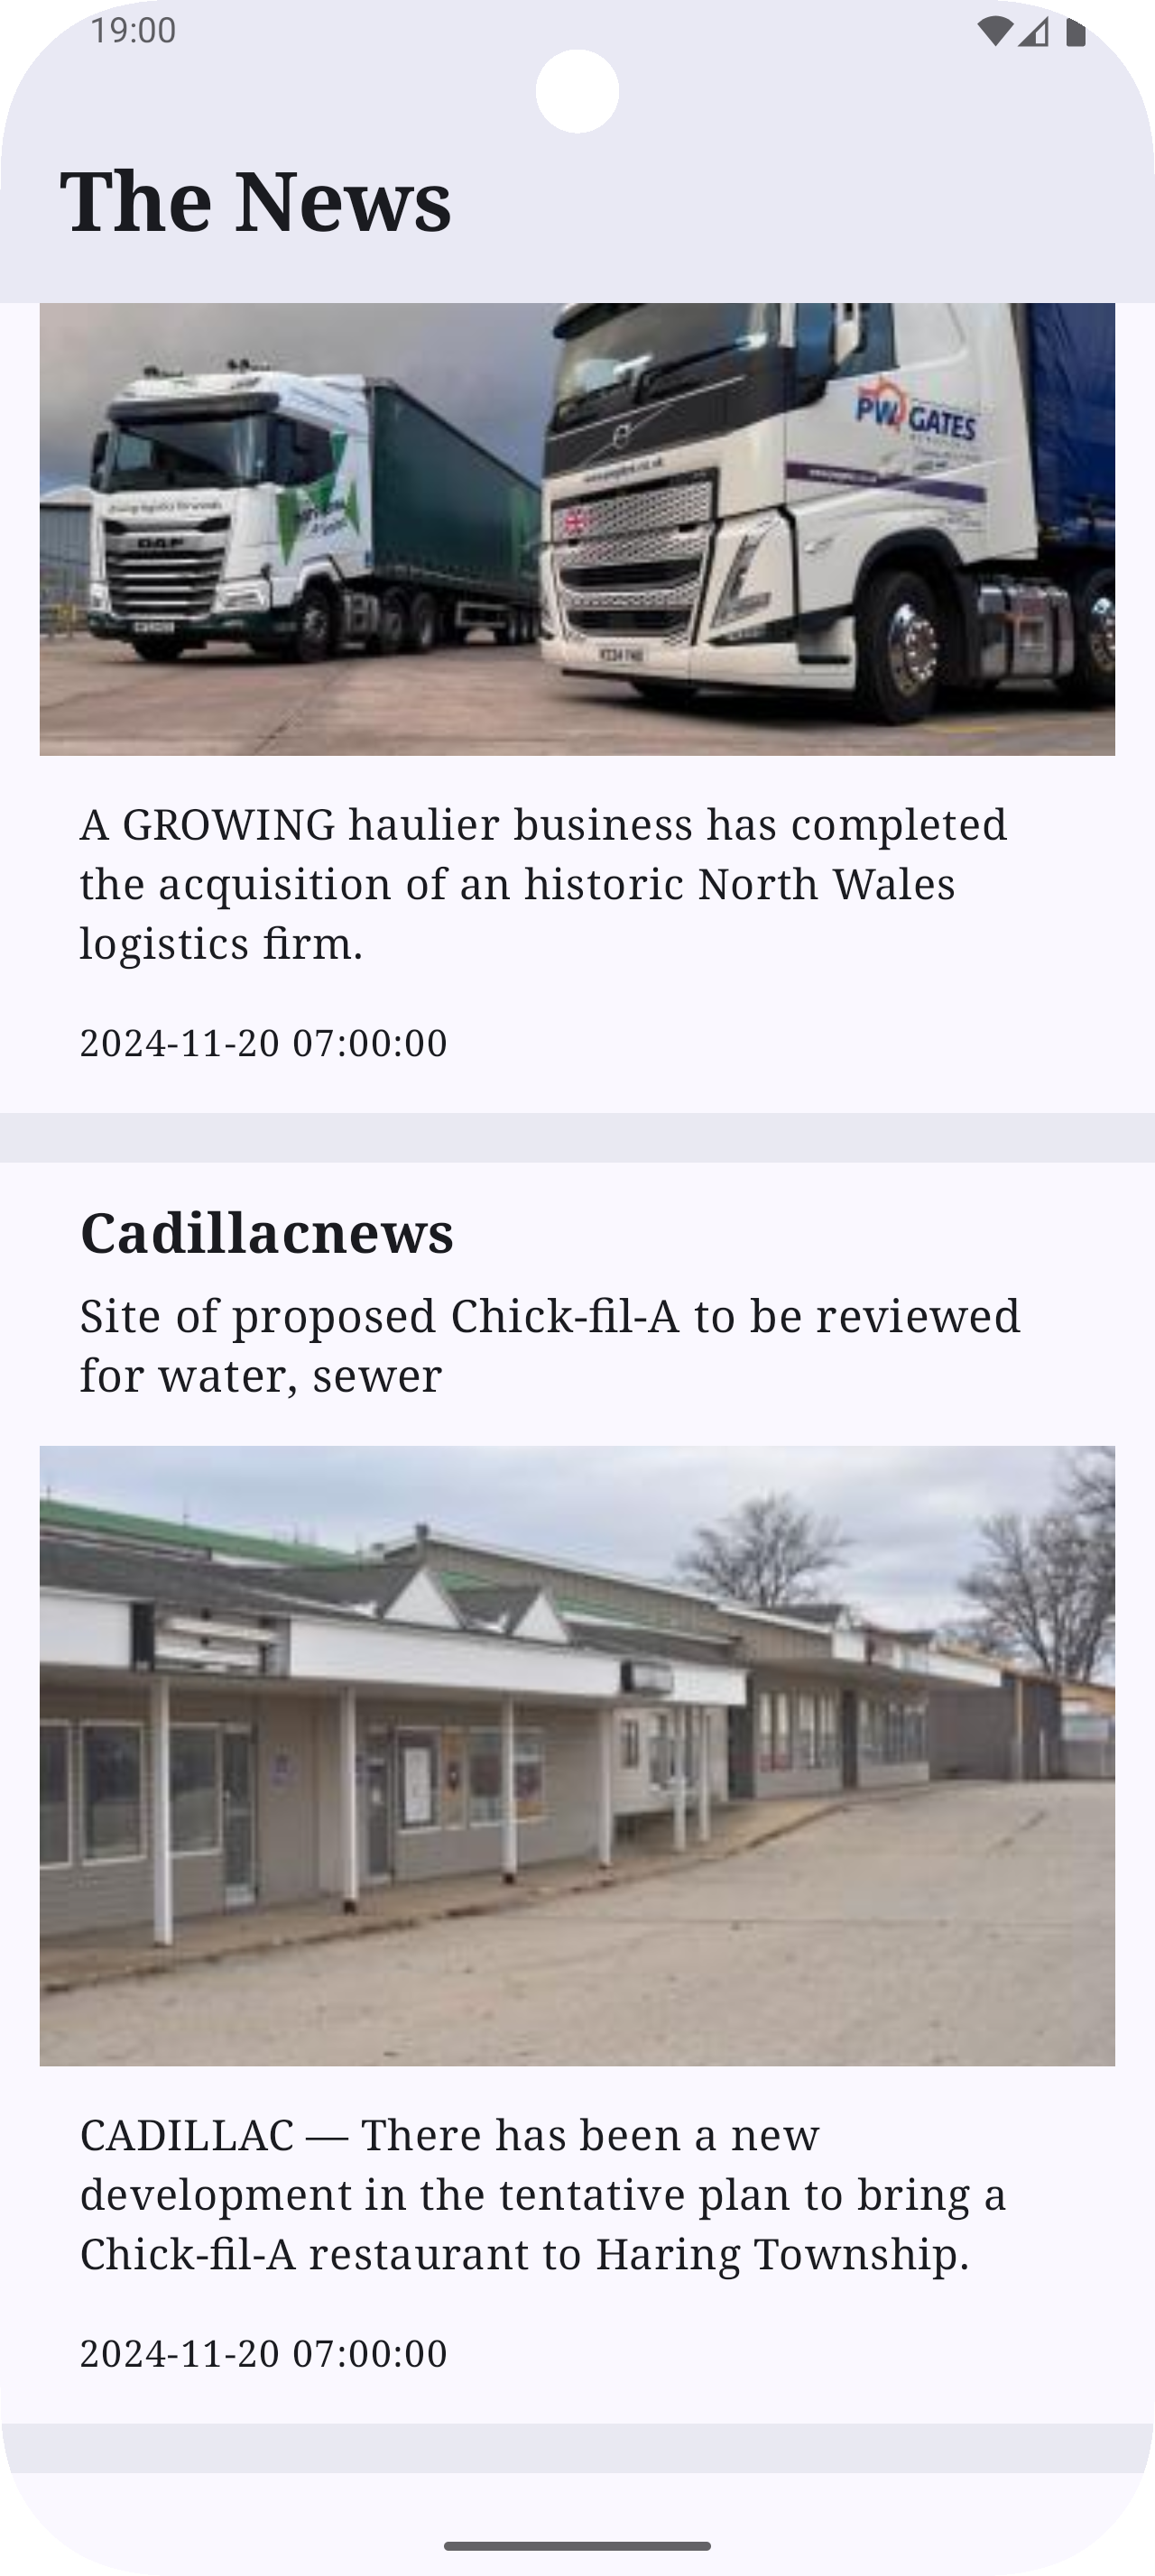 19:00
The News
DAF
PW GATES
A GROWING haulier business has completed
the acquisition of an historic North Wales
logistics firm.
2024-11-20 07:00:00
Cadillacnews
Site of proposed Chick-fil-A to be reviewed
for water, sewer
CADILLAC — There has been a new
development in the tentative plan to bring a
Chick-fil-A restaurant to Haring Township.
2024-11-20 07:00:00